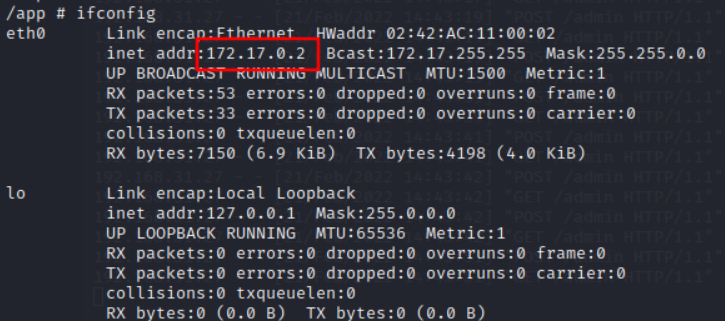 /app # ifconfig
eth0 Link encap:Ethernet HWaddr 02:42:AC:11:00:02
inet addr:172.17.0.2 Bcast:172.17.255.255 Mask:255.255.0.0
UP BROADCAST RUNNING MULTICAST MTU:1500 Metric:1
RX packets:53 errors:0 dropped:0 overruns:0 frame:0
TX packets:33 errors:0 dropped:0 overruns:0 carrier:0
collisions:0 txqueuelen:0
RX bytes:7150 (6.9 KiB) TX bytes:4198 (4.0 KiB)
lo Link encap:Local Loopback
inet addr:127.0.0.1 Mask:255.0.0.0
UP LOOPBACK RUNNING MTU:65536 Metric:1
RX packets:0 errors:0 dropped:0 overruns:0 frame:0
TX packets:0 errors:0 dropped:0 overruns:0 carrier:0
collisions:0 txqueuelen:0
RX bytes:0 (0.0 B) TX bytes:0 (0.0 B)